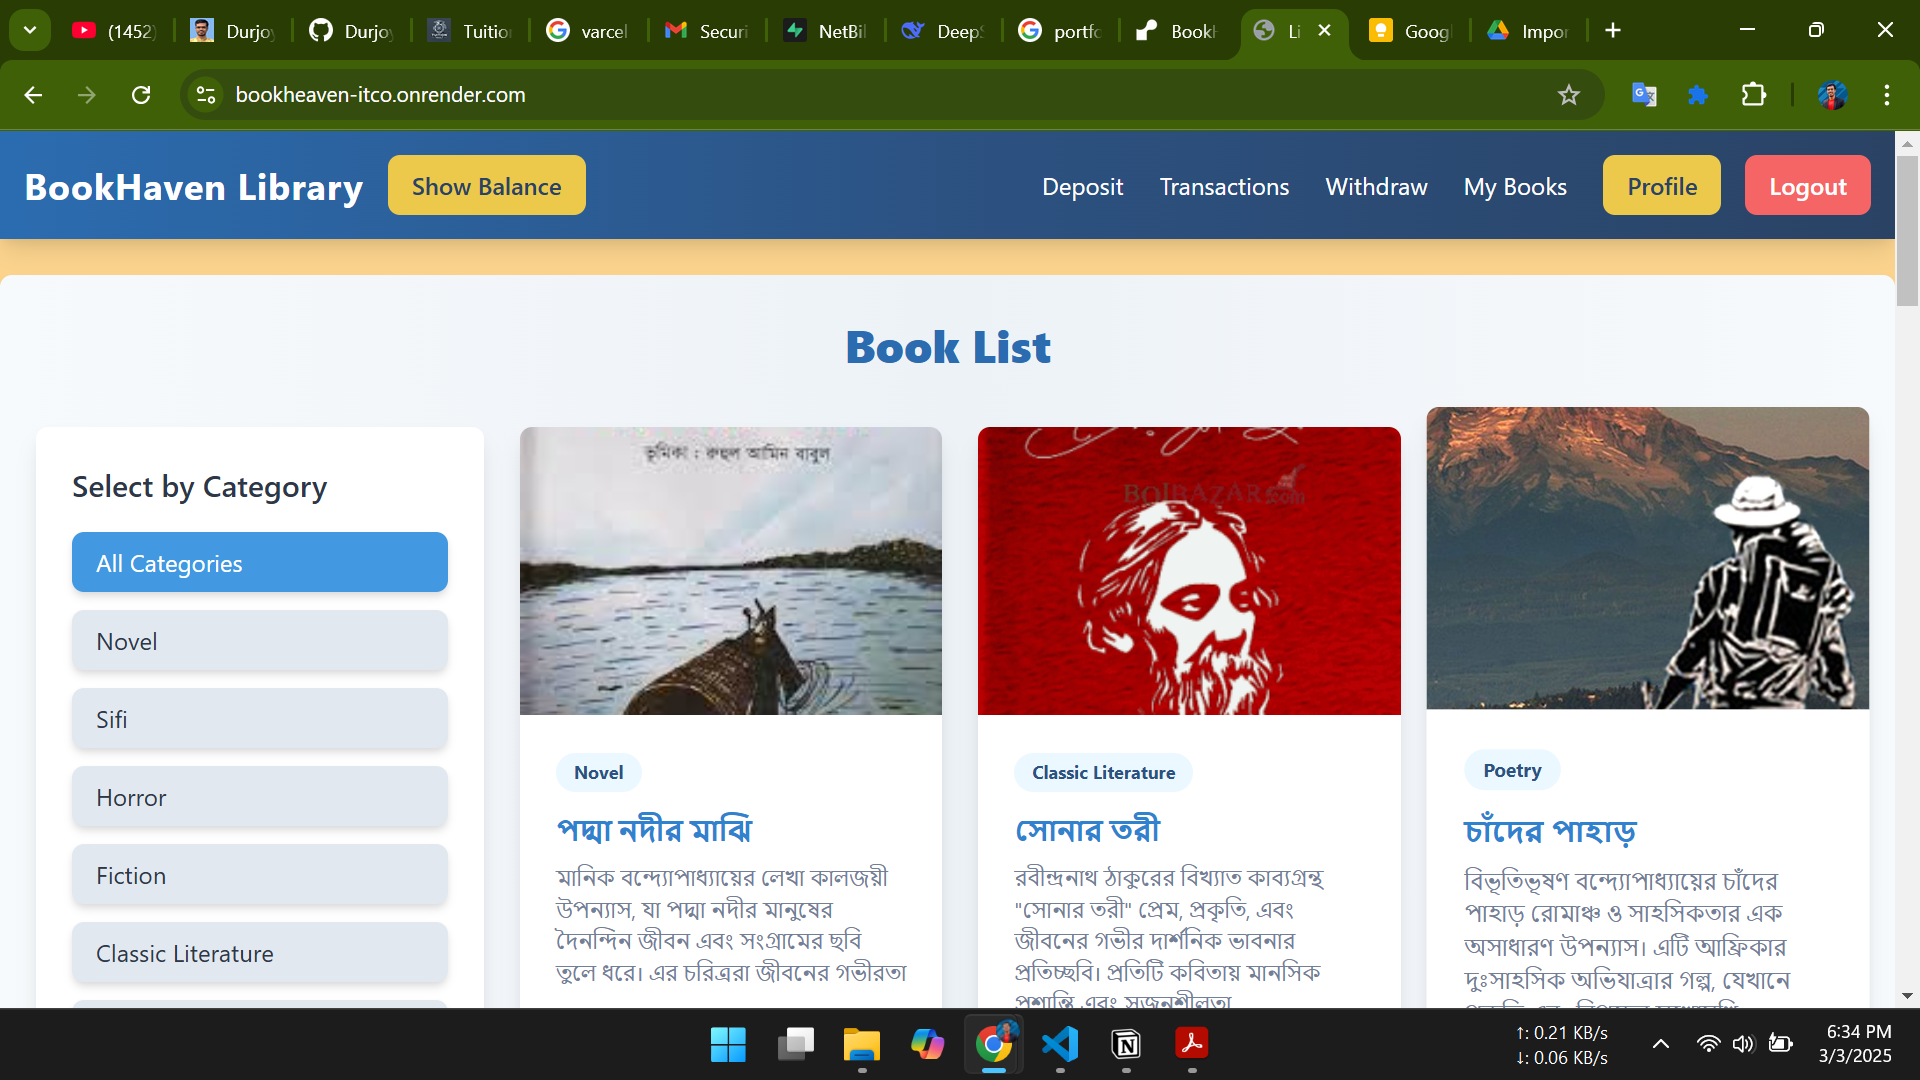 (1452)
Durjoy
Durjoy
Tuition
varcel
Securi
NetBil
DeepS
portfo
BookH
Li
Googl
Impor
bookheaven-itco.onrender.com
BookHaven Library
Show Balance
Deposit
Transactions
Withdraw
My Books
Profile
Logout
Book List
Select by Category
All Categories
Novel
Sifi
Horror
Fiction
Classic Literature
ভূমিকা : রুহুল আমিন বাবুল
Novel
পদ্মা নদীর মাঝি
মানিক বন্দ্যোপাধ্যায়ের লেখা কালজয়ী
উপন্যাস, যা পদ্মা নদীর মানুষের
দৈনন্দিন জীবন এবং সংগ্রামের ছবি
তুলে ধরে। এর চরিত্ররা জীবনের গভীরতা
BOIBAZAR.com
Classic Literature
সোনার তরী
রবীন্দ্রনাথ ঠাকুরের বিখ্যাত কাব্যগ্রন্থ
"সোনার তরী" প্রেম, প্রকৃতি, এবং
জীবনের গভীর দার্শনিক ভাবনার
প্রতিচ্ছবি। প্রতিটি কবিতায় মানসিক
প্রশান্তি এবং সৃজনশীলতা
Poetry
চাঁদের পাহাড়
বিভূতিভূষণ বন্দ্যোপাধ্যায়ের চাঁদের
পাহাড় রোমাঞ্চ ও সাহসিকতার এক
অসাধারণ উপন্যাস। এটি আফ্রিকার
দুঃসাহসিক অভিযাত্রার গল্প, যেখানে
↑: 0.21 KB/s
↓: 0.06 KB/s
6:34 PM
3/3/2025